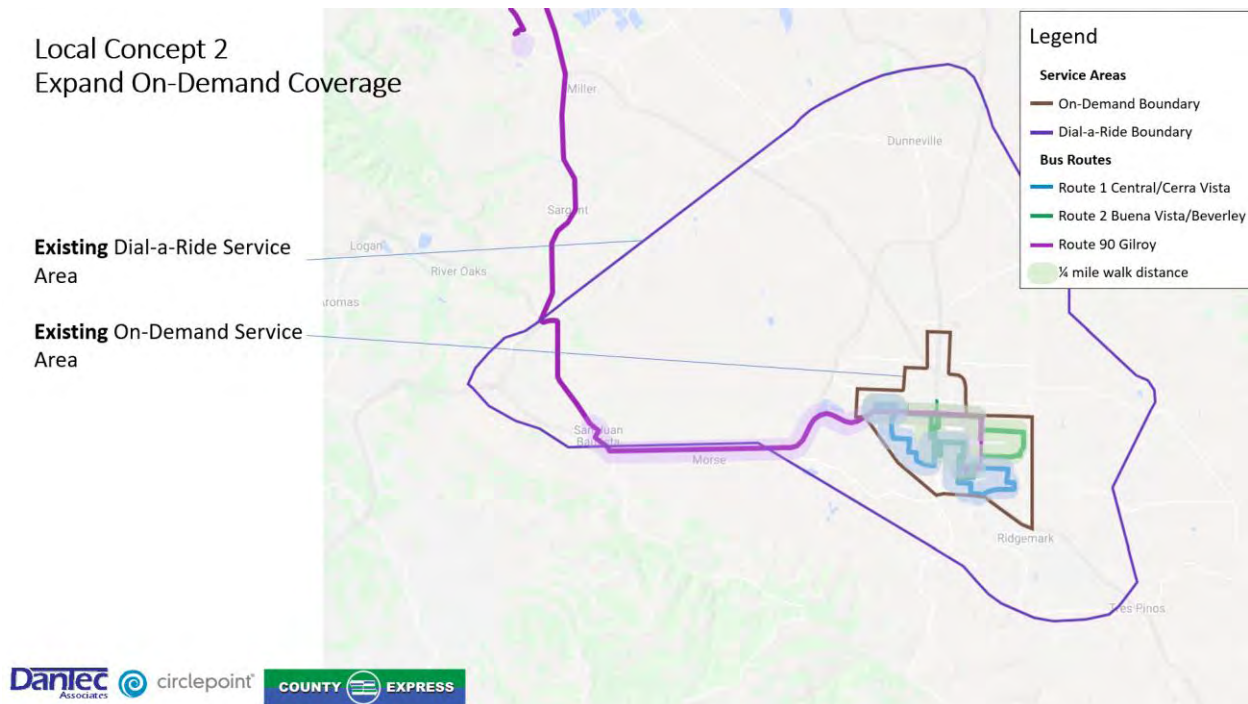 Local Concept 2
Expand On-Demand Coverage
Existing Dial-a-Ride Service
Area
Existing On-Demand Service
Area
Miller
Dunneville
Sargent
Logan
River Oaks
Aromas
San Juan
Bautista
Morse
Ridgemark
Tres Pinos
Legend
Service Areas
On-Demand Boundary
Dial-a-Ride Boundary
Bus Routes
Route 1 Central/Cerra Vista
Route 2 Buena Vista/Beverley
Route 90 Gilroy
¼ mile walk distance
Dantec
Associates
circlepoint®
COUNTY EXPRESS